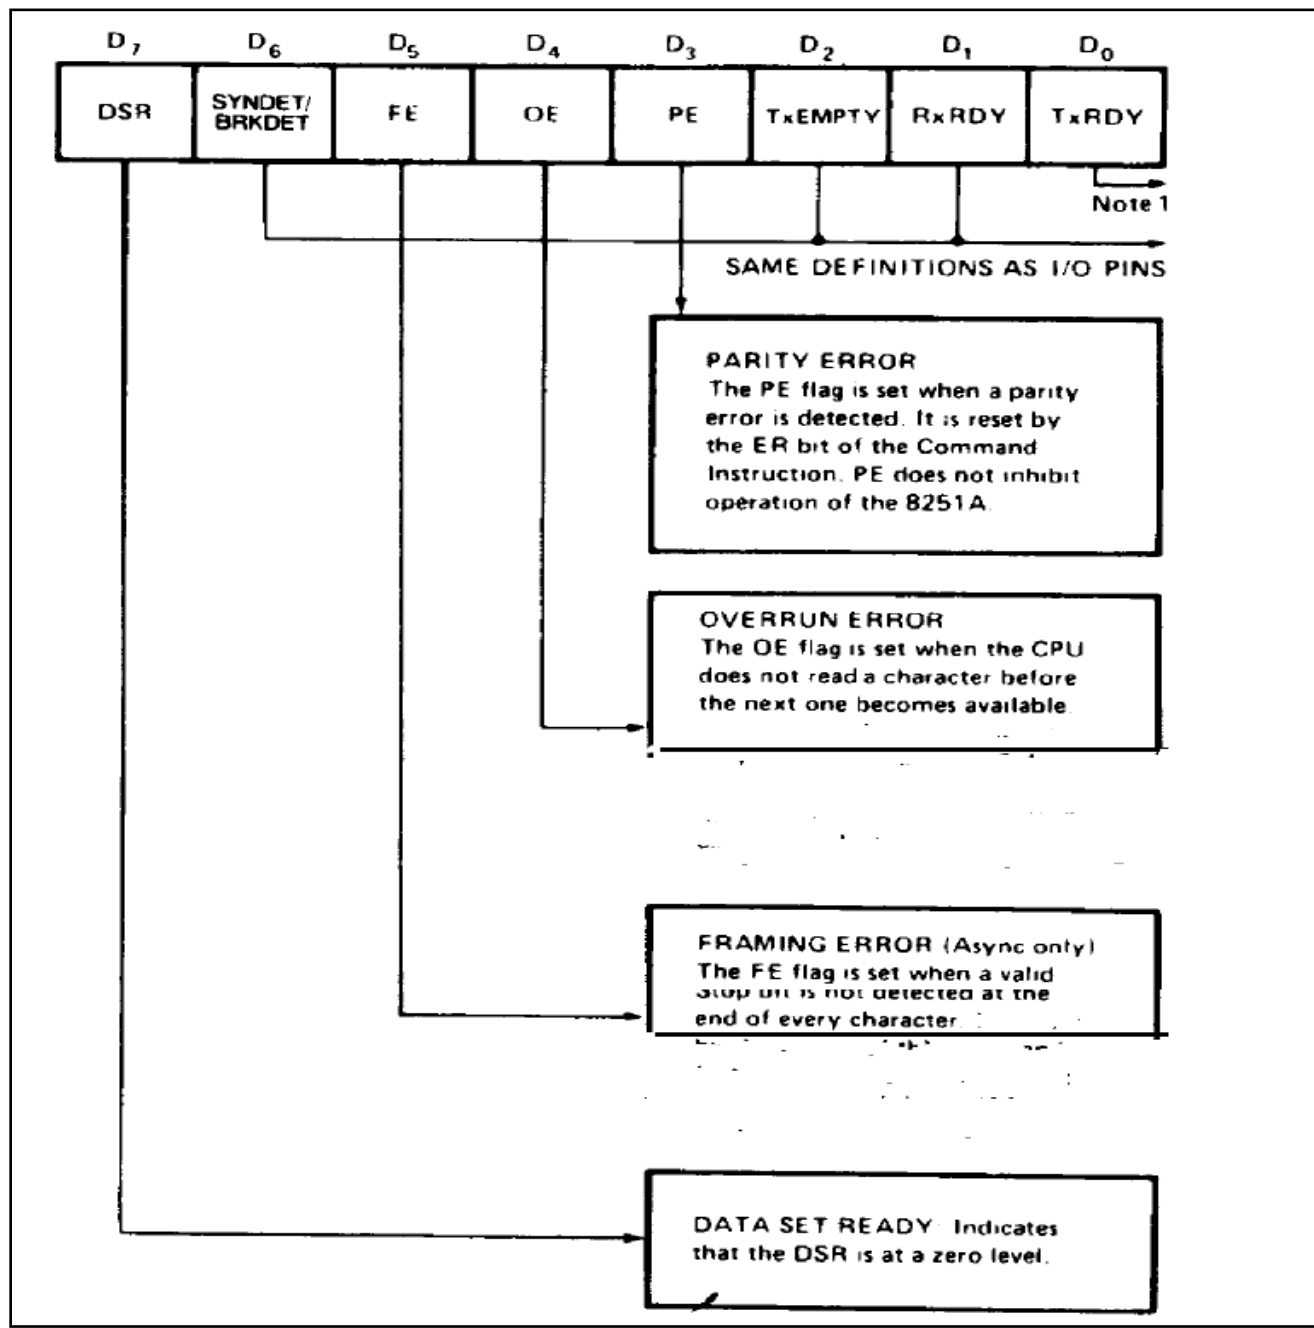 D7 D6 D5 D4 D3 D2 D1 D0
DSR SYNDET/ BRKDET FE OE PE TxEMPTY RxRDY TxRDY
Note 1
SAME DEFINITIONS AS I/O PINS
PARITY ERROR
The PE flag is set when a parity
error is detected. It is reset by
the ER bit of the Command
Instruction. PE does not inhibit
operation of the 8251A.
OVERRUN ERROR
The OE flag is set when the CPU
does not read a character before
the next one becomes available.
FRAMING ERROR (Async only)
The FE flag is set when a valid
Stop bit is not detected at the
end of every character.
DATA SET READY Indicates
that the DSR is at a zero level.